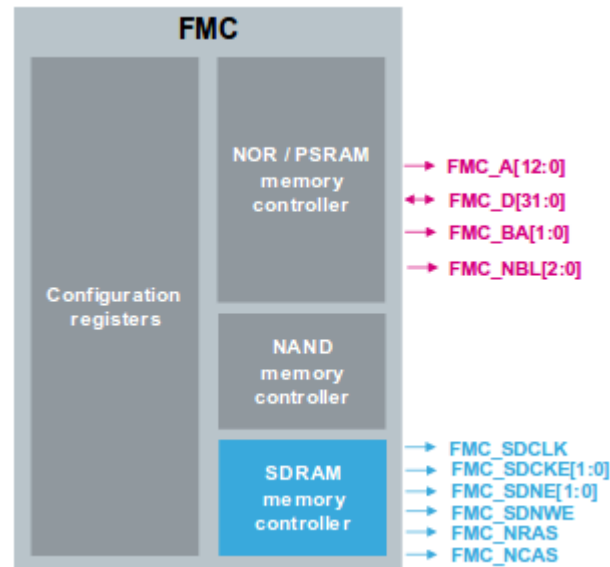 FMC
Configuration
registers
NOR / PSRAM
memory
controller
NAND
memory
controller
SDRAM
memory
controller
FMC_A[12:0]
FMC_D[31:0]
FMC_BA[1:0]
FMC_NBL[2:0]
FMC_SDCLK
FMC_SDCKE[1:0]
FMC_SDNE[1:0]
FMC_SDNWE
FMC_NRAS
FMC_NCAS